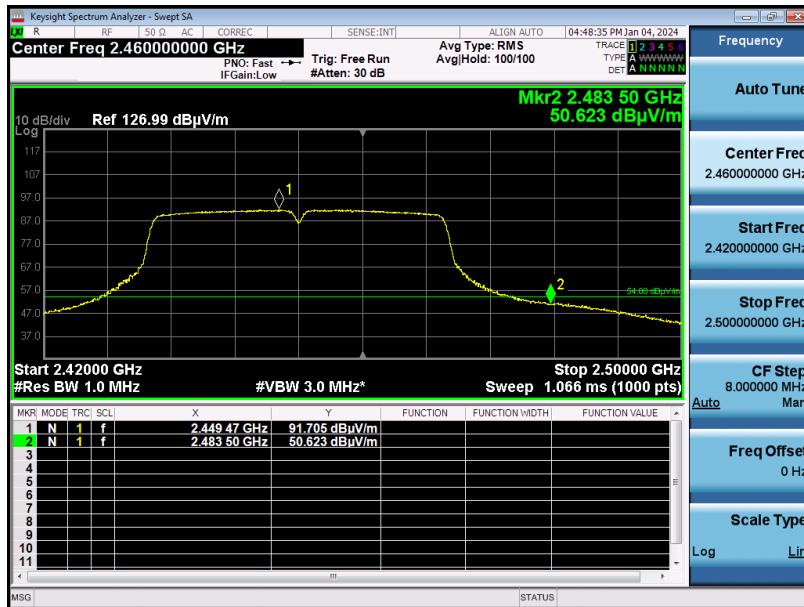 Keysight Spectrum Analyzer - Swept SA
LXI R RF 50 Ω AC CORREC SENSE:INT ALIGN AUTO 04:48:35 PM Jan 04, 2024
Center Freq 2.460000000 GHz
PNO: Fast
IFGain:Low
Trig: Free Run
#Atten: 30 dB
Avg Type: RMS
Avg|Hold: 100/100
TRACE 1 2 3 4 5 6
TYPE A W W W W W
DET A N N N N N
Frequency
Mkr2 2.483 50 GHz
50.623 dBµV/m
10 dB/div Ref 126.99 dBµV/m
Log
117
107
97.0
87.0
77.0
67.0
57.0
47.0
37.0
1
2
54.00 dBµV/m
Start 2.42000 GHz Stop 2.50000 GHz
#Res BW 1.0 MHz #VBW 3.0 MHz* Sweep 1.066 ms (1000 pts)
MKR MODE TRC SCL X Y FUNCTION FUNCTION WIDTH FUNCTION VALUE
1 N 1 f 2.449 47 GHz 91.705 dBµV/m
2 N 1 f 2.483 50 GHz 50.623 dBµV/m
3
4
5
6
7
8
9
10
11
MSG STATUS
Auto Tune
Center Freq
2.460000000 GHz
Start Freq
2.420000000 GHz
Stop Freq
2.500000000 GHz
CF Step
8.000000 MHz
Auto Man
Freq Offset
0 Hz
Scale Type
Log Lin